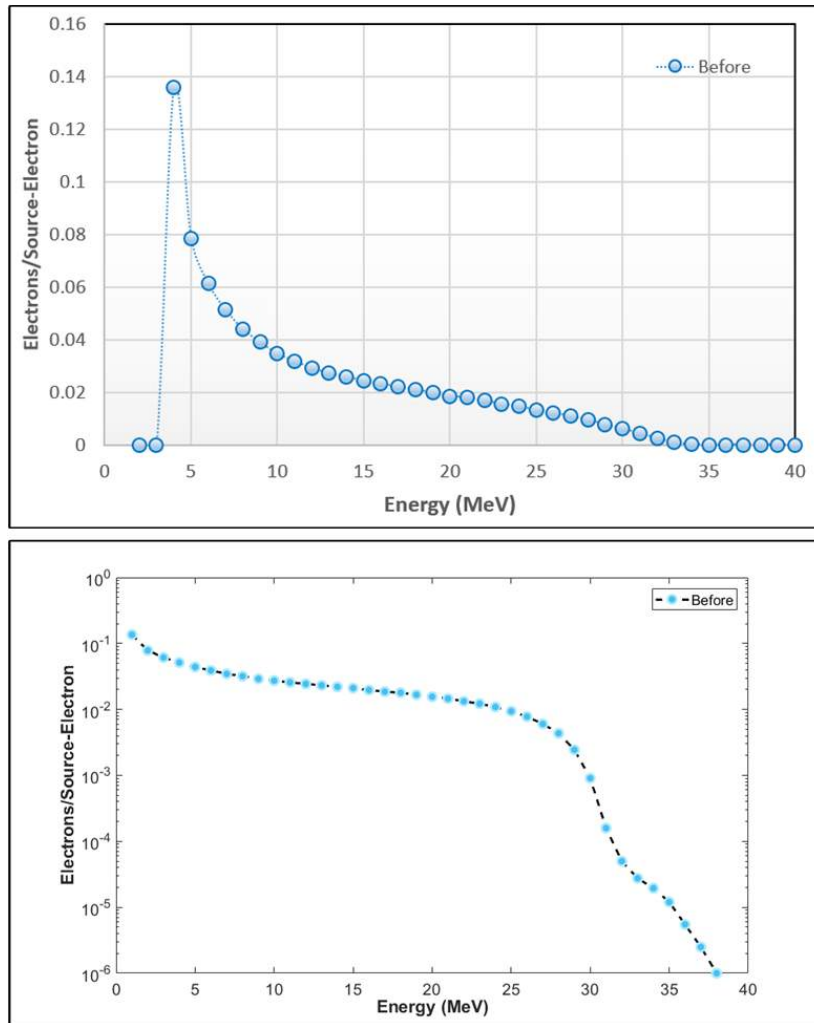 0.16
0.14
0.12
0.1
0.08
0.06
0.04
0.02
0
Electrons/Source-Electron
Before
0 5 10 15 20 25 30 35 40
Energy (MeV)
10^0
10^-1
10^-2
10^-3
10^-4
10^-5
10^-6
Electrons/Source-Electron
Before
0 5 10 15 20 25 30 35 40
Energy (MeV)